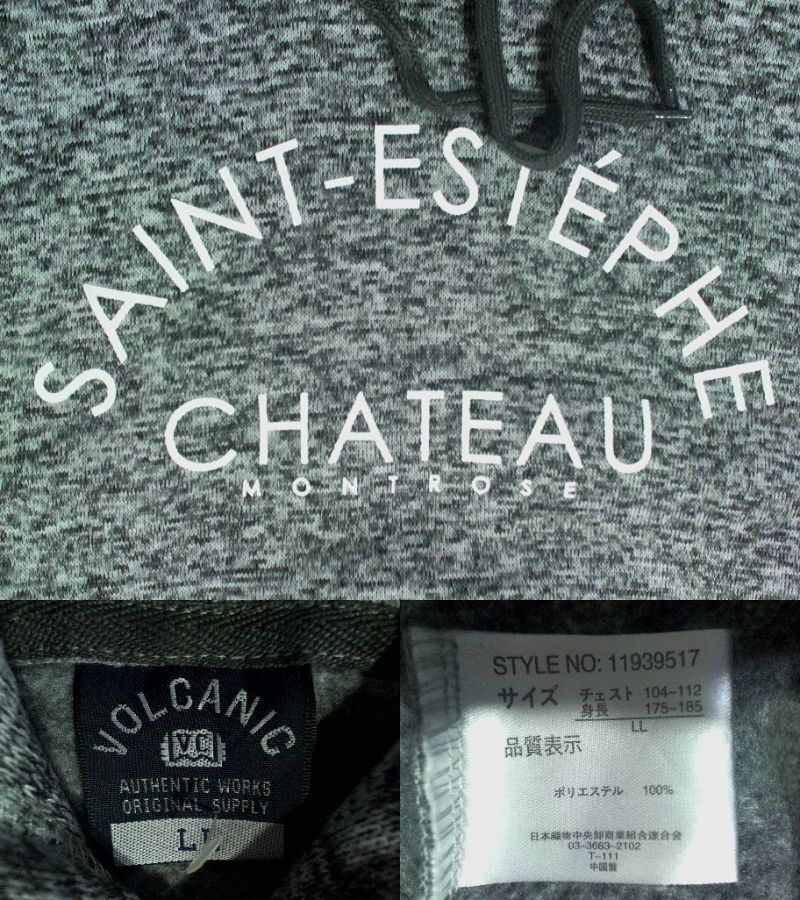 SAINT-ESTÉPHE
CHATEAU
MONTROSE
VOLCANIC
VC
AUTHENTIC WORKS
ORIGINAL SUPPLY
LL
STYLE NO: 11939517
サイズ チェスト 104~112
身長 175~185
LL
品質表示
ポリエステル 100%
日本織物中央卸商業組合連合会
03-3663-2102
T-111
中国製